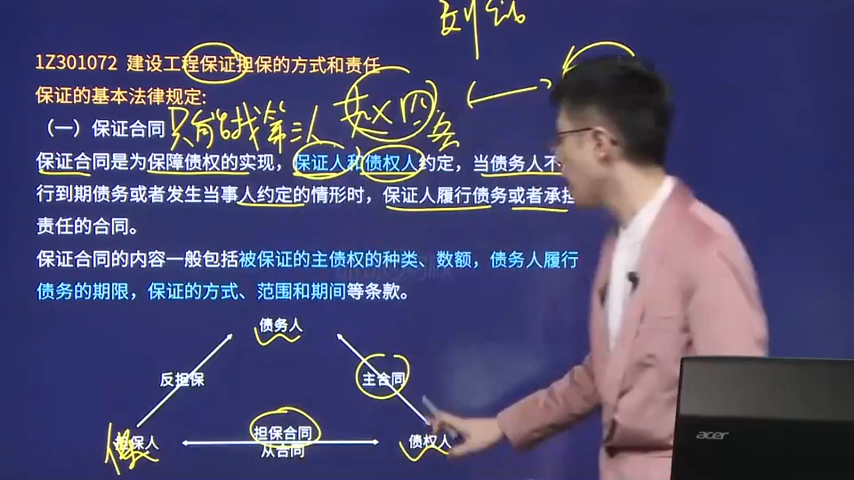 1Z301072 建设工程保证担保的方式和责任
保证的基本法律规定:
（一）保证合同
只能找第三人
保证合同是为保障债权的实现，保证人和债权人约定，当债务人不
行到期债务或者发生当事人约定的情形时，保证人履行债务或者承担
责任的合同。
保证合同的内容一般包括被保证的主债权的种类、数额，债务人履行
债务的期限，保证的方式、范围和期间等条款。
债务人
反担保
主合同
担保合同
从合同
保人
债权人
acer